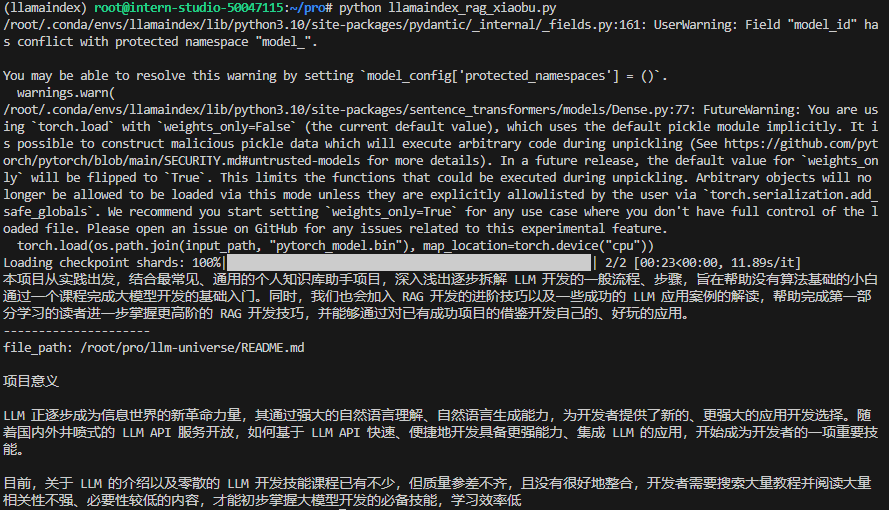 (llamaindex) root@intern-studio-50047115:~/pro# python llamaindex_rag_xiaobu.py
/root/.conda/envs/llamaindex/lib/python3.10/site-packages/pydantic/_internal/_fields.py:161: UserWarning: Field "model_id" ha
s conflict with protected namespace "model_".

You may be able to resolve this warning by setting `model_config['protected_namespaces'] = ()`.
  warnings.warn(
/root/.conda/envs/llamaindex/lib/python3.10/site-packages/sentence_transformers/models/Dense.py:77: FutureWarning: You are us
ing `torch.load` with `weights_only=False` (the current default value), which uses the default pickle module implicitly. It i
s possible to construct malicious pickle data which will execute arbitrary code during unpickling (See https://github.com/pyt
orch/pytorch/blob/main/SECURITY.md#untrusted-models for more details). In a future release, the default value for `weights_on
ly` will be flipped to `True`. This limits the functions that could be executed during unpickling. Arbitrary objects will no
longer be allowed to be loaded via this mode unless they are explicitly allowlisted by the user via `torch.serialization.add_
safe_globals`. We recommend you start setting `weights_only=True` for any use case where you don't have full control of the l
oaded file. Please open an issue on GitHub for any issues related to this experimental feature.
  torch.load(os.path.join(input_path, "pytorch_model.bin"), map_location=torch.device("cpu"))
Loading checkpoint shards: 100%|██████████| 2/2 [00:23<00:00, 11.89s/it]
本项目从实践出发，结合最常见、通用的个人知识库助手项目，深入浅出逐步拆解 LLM 开发的一般流程、步骤，旨在帮助没有算法基础的小白
通过一个课程完成大模型开发的基础入门。同时，我们也会加入 RAG 开发的进阶技巧以及一些成功的 LLM 应用案例的解读，帮助完成第一部
分学习的读者进一步掌握更高阶的 RAG 开发技巧，并能够通过对已有成功项目的借鉴开发自己的、好玩的应用。
---------------------
file_path: /root/pro/llm-universe/README.md

项目意义

LLM 正逐步成为信息世界的新革命力量，其通过强大的自然语言理解、自然语言生成能力，为开发者提供了新的、更强大的应用开发选择。随
着国内外井喷式的 LLM API 服务开放，如何基于 LLM API 快速、便捷地开发具备更强能力、集成 LLM 的应用，开始成为开发者的一项重要技
能。

目前，关于 LLM 的介绍以及零散的 LLM 开发技能课程已有不少，但质量参差不齐，且没有很好地整合，开发者需要搜索大量教程并阅读大量
相关性不强、必要性较低的内容，才能初步掌握大模型开发的必备技能，学习效率低